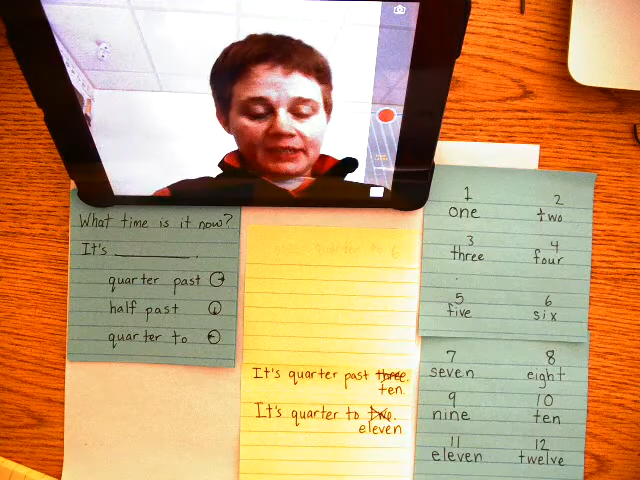 What time is it now?
It's ________.
quarter past
half past
quarter to
It's quarter past three.
ten.
It's quarter to two.
eleven
1 2
one two
3 4
three four
5 6
five six
7 8
seven eight
9 10
nine ten
11 12
eleven twelve